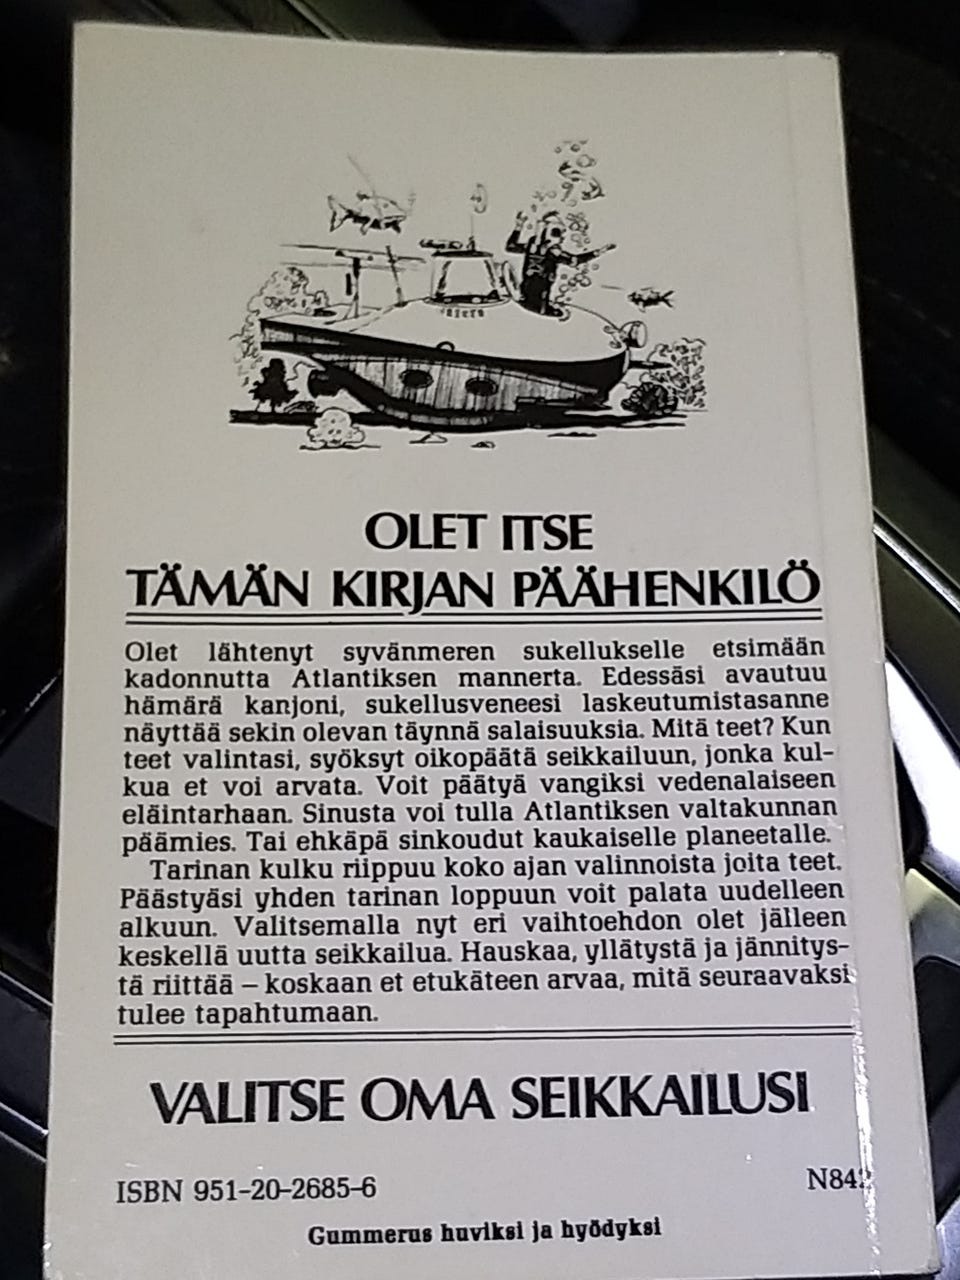 OLET ITSE
TÄMÄN KIRJAN PÄÄHENKILÖ
Olet lähtenyt syvänmeren sukellukselle etsimään
kadonnutta Atlantiksen mannerta. Edessäsi avautuu
hämärä kanjoni, sukellusveneesi laskeutumistasanne
näyttää sekin olevan täynnä salaisuuksia. Mitä teet? Kun
teet valintasi, syöksyt oikopäätä seikkailuun, jonka kul-
kua et voi arvata. Voit päätyä vangiksi vedenalaiseen
eläintarhaan. Sinusta voi tulla Atlantiksen valtakunnan
päämies. Tai ehkäpä sinkoudut kaukaiselle planeetalle.
Tarinan kulku riippuu koko ajan valinnoista joita teet.
Päästyäsi yhden tarinan loppuun voit palata uudelleen
alkuun. Valitsemalla nyt eri vaihtoehdon olet jälleen
keskellä uutta seikkailua. Hauskaa, yllätystä ja jännitys-
tä riittää – koskaan et etukäteen arvaa, mitä seuraavaksi
tulee tapahtumaan.
VALITSE OMA SEIKKAILUSI
ISBN 951-20-2685-6
Gummerus huviksi ja hyödyksi